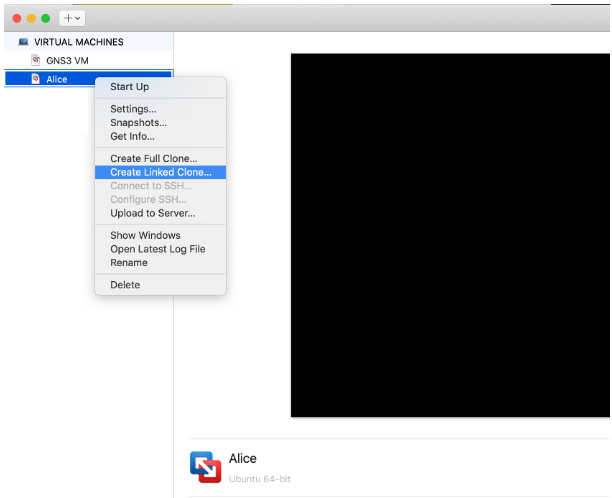 VIRTUAL MACHINES
GNS3 VM
Alice
Start Up
Settings...
Snapshots...
Get Info...
Create Full Clone...
Create Linked Clone...
Connect to SSH...
Configure SSH...
Upload to Server...
Show Windows
Open Latest Log File
Rename
Delete
Alice
Ubuntu 64-bit